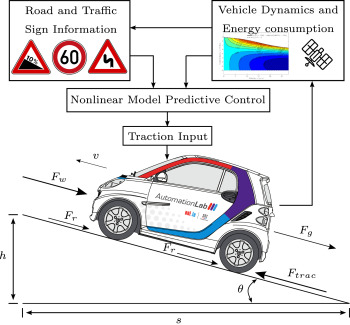 Road and Traffic
Sign Information
10%
60
Vehicle Dynamics and
Energy consumption
Nonlinear Model Predictive Control
Traction Input
v
F_w
AutomationLab
F_r
F_g
h
F_r
F_trac
θ
s